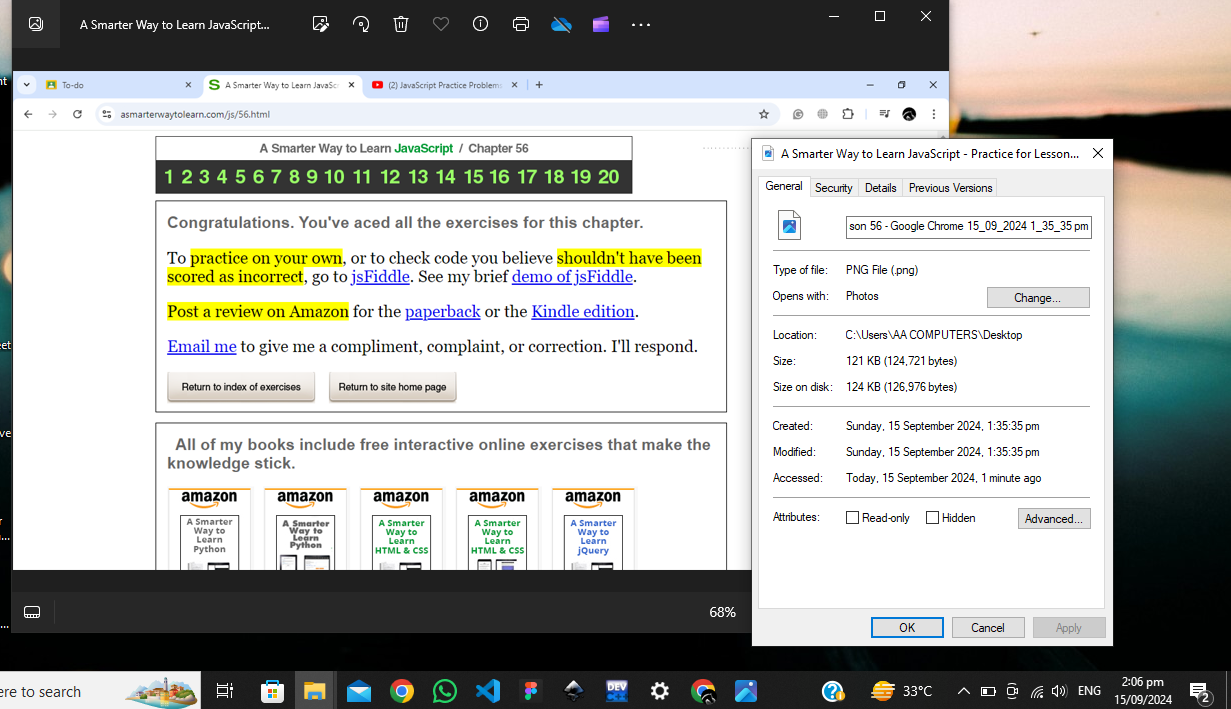 A Smarter Way to Learn JavaScript...
nt
To-do
A Smarter Way to Learn JavaSc
(2) JavaScript Practice Problem
asmarterwaytolearn.com/js/56.html
A Smarter Way to Learn JavaScript / Chapter 56
1 2 3 4 5 6 7 8 9 10 11 12 13 14 15 16 17 18 19 20
Congratulations. You've aced all the exercises for this chapter.
To practice on your own, or to check code you believe shouldn't have been
scored as incorrect, go to jsFiddle. See my brief demo of jsFiddle.
Post a review on Amazon for the paperback or the Kindle edition.
Email me to give me a compliment, complaint, or correction. I'll respond.
Return to index of exercises
Return to site home page
All of my books include free interactive online exercises that make the
knowledge stick.
amazon
A Smarter
Way to
Learn
Python
amazon
A Smarter
Way to
Learn
Python
amazon
A Smarter
Way to
Learn
HTML & CSS
amazon
A Smarter
Way to
Learn
HTML & CSS
amazon
A Smarter
Way to
Learn
jQuery
68%
A Smarter Way to Learn JavaScript - Practice for Lesson...
General
Security
Details
Previous Versions
son 56 - Google Chrome 15_09_2024 1_35_35 pm
Type of file: PNG File (.png)
Opens with: Photos
Change...
Location: C:\Users\AA COMPUTERS\Desktop
Size: 121 KB (124,721 bytes)
Size on disk: 124 KB (126,976 bytes)
Created: Sunday, 15 September 2024, 1:35:35 pm
Modified: Sunday, 15 September 2024, 1:35:35 pm
Accessed: Today, 15 September 2024, 1 minute ago
Attributes: Read-only Hidden
Advanced...
OK
Cancel
Apply
ere to search
DEV
33°C
ENG
2:06 pm
15/09/2024
2